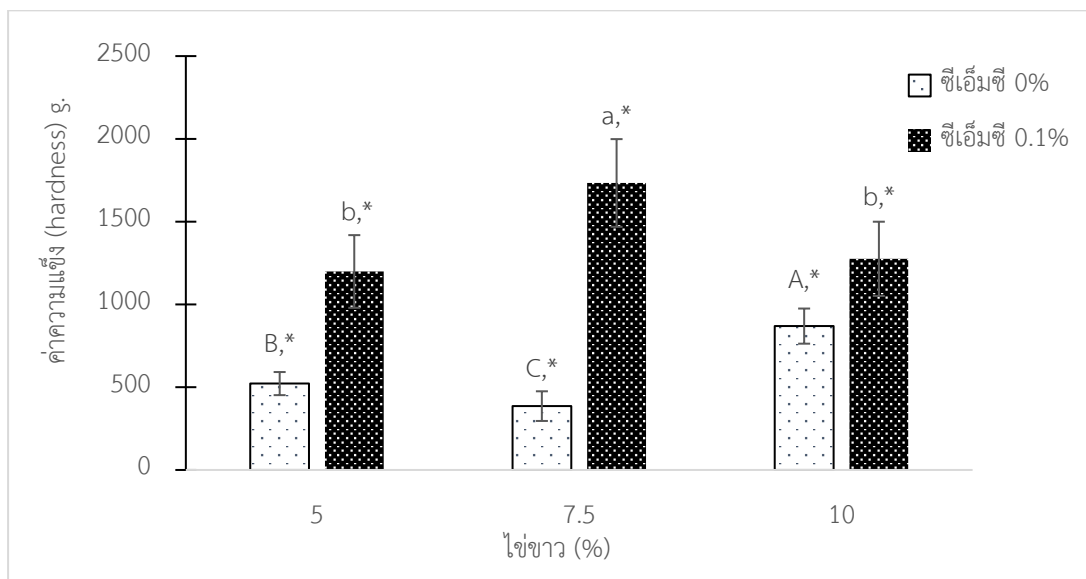 2500
2000
1500
1000
500
0
ค่าความแข็ง (hardness) g.
ซีเอ็มซี 0%
ซีเอ็มซี 0.1%
B,*
b,*
C,*
a,*
A,*
b,*
5
7.5
10
ไข่ขาว (%)